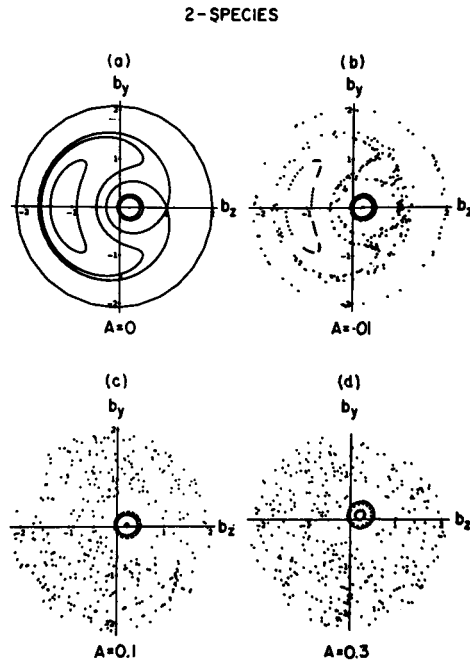 2-SPECIES
(a)
b_y
b_z
A=0
(b)
b_y
b_z
A=·01
(c)
b_y
b_z
A=0.1
(d)
b_y
b_z
A=0.3